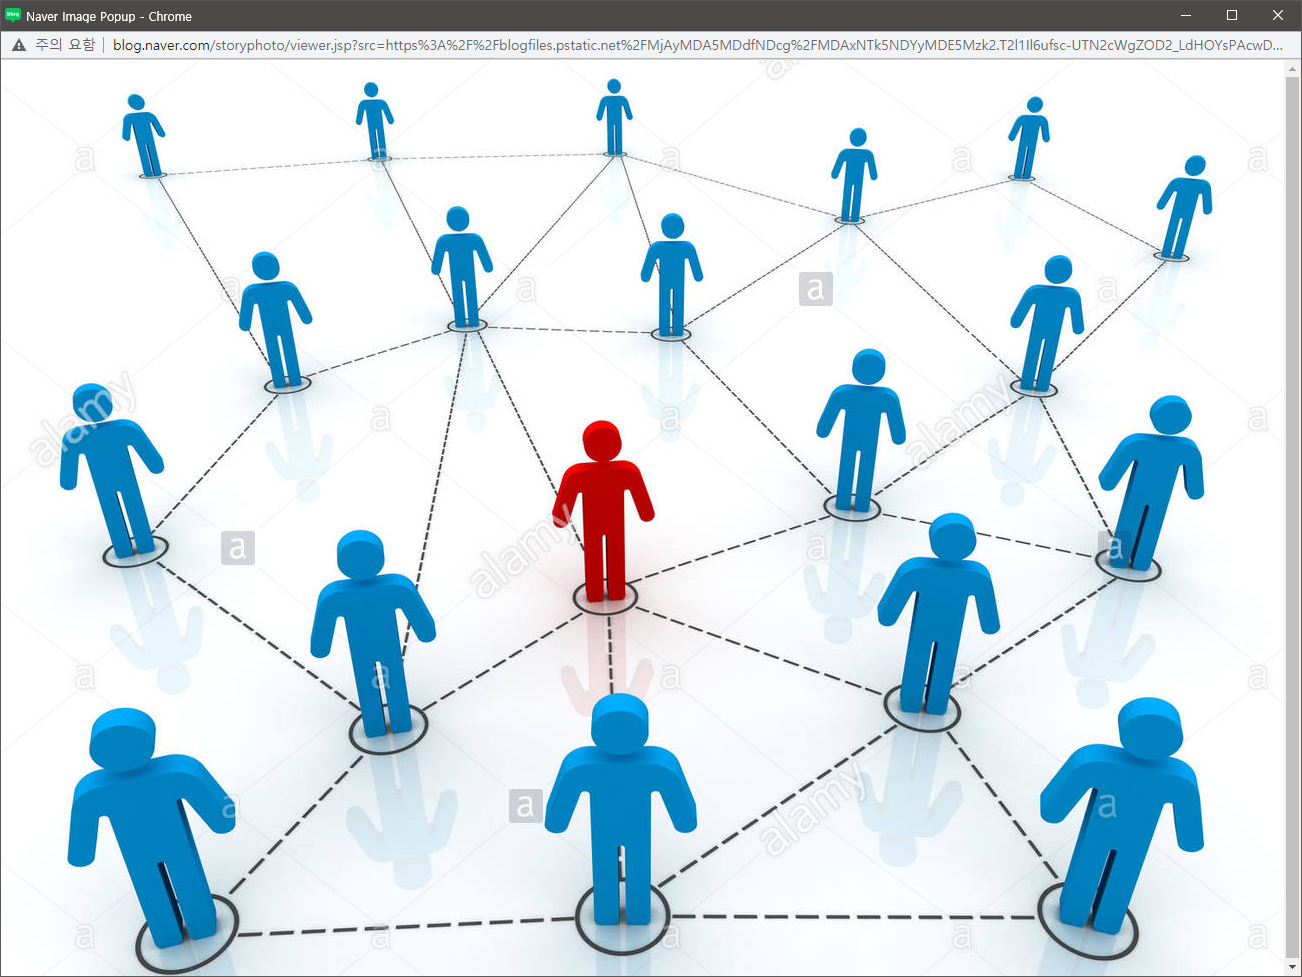 Naver Image Popup - Chrome
주의 요함 blog.naver.com/storyphoto/viewer.jsp?src=https%3A%2F%2Fblogfiles.pstatic.net%2FMjAyMDA5MDdfNDcg%2FMDAxNTk5NDYyMDE5Mzk2.T2l1Il6ufsc-UTN2cWgZOD2_LdHOYsPAcwD...
a
a a a a
a a a
a
alamy alamy
a a a
a alamy a a
a a a a
a a a
alamy
a a a a